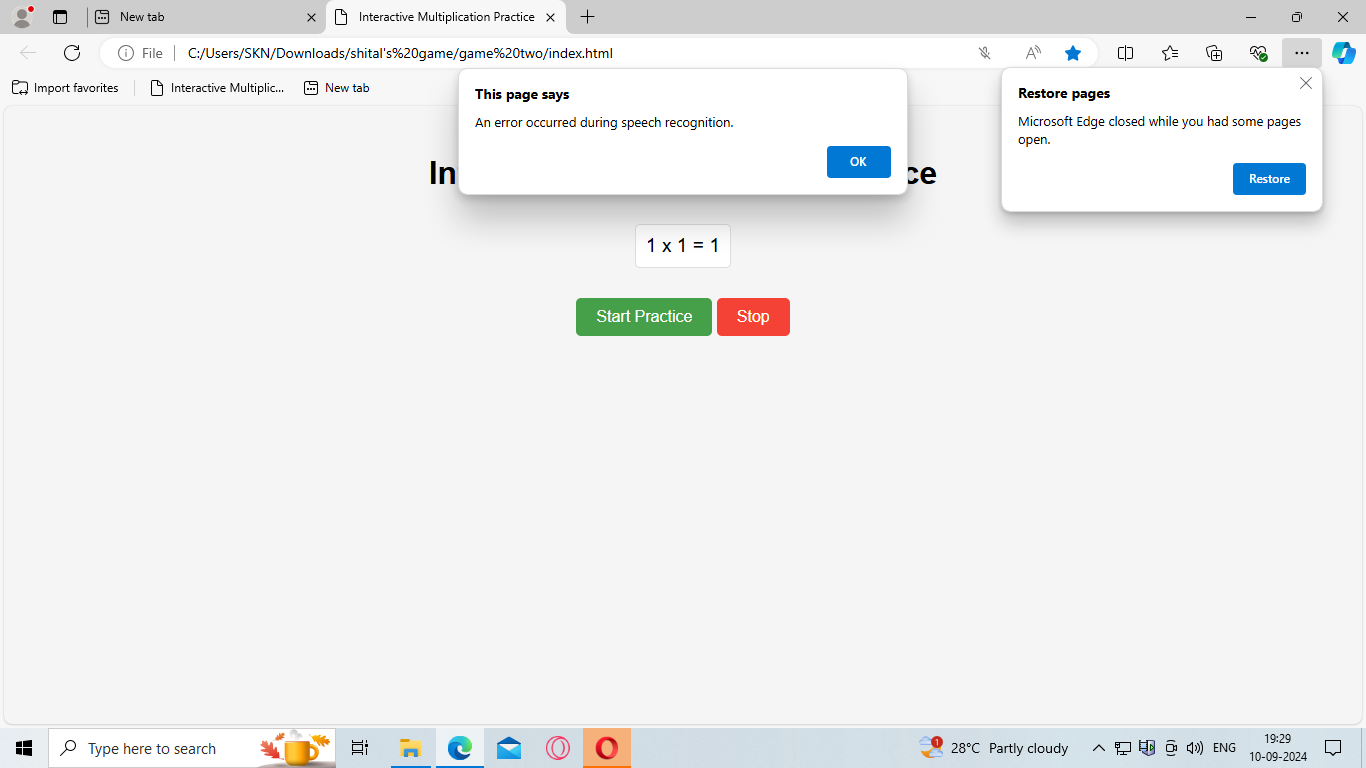 New tab
Interactive Multiplication Practice
File
C:/Users/SKN/Downloads/shital's%20game/game%20two/index.html
Import favorites
Interactive Multiplic...
New tab
This page says
An error occurred during speech recognition.
OK
Restore pages
Microsoft Edge closed while you had some pages
open.
Restore
In
ce
1 x 1 = 1
Start Practice
Stop
Type here to search
1
28°C Partly cloudy
ENG
19:29
10-09-2024